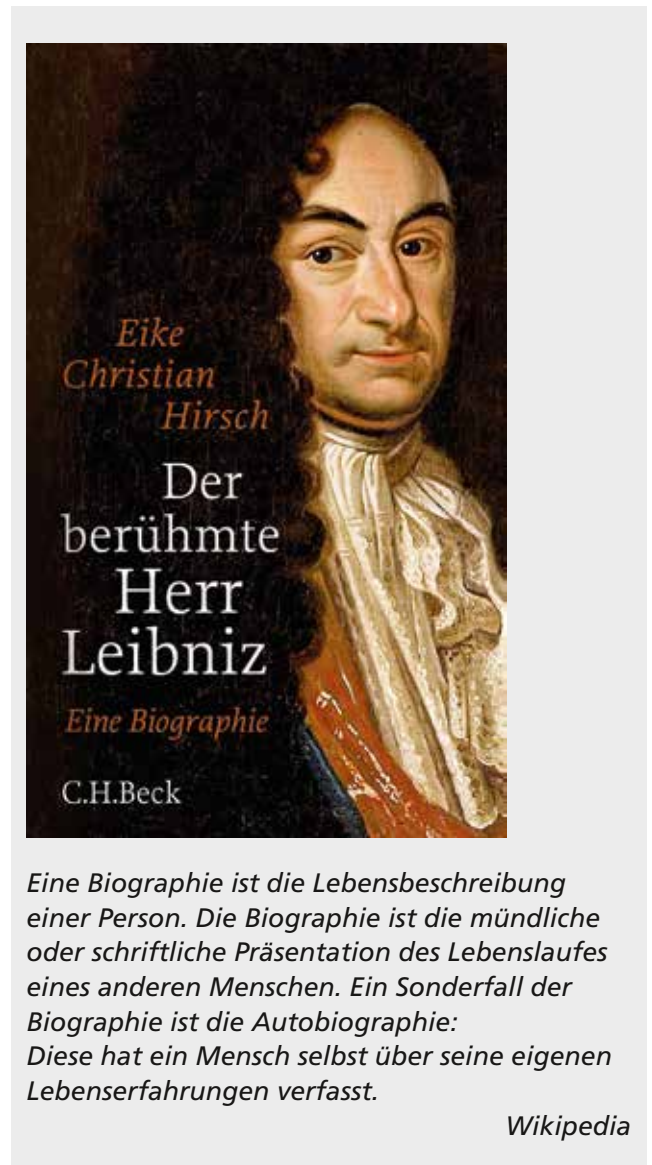 Eike
Christian
Hirsch
Der
berühmte
Herr
Leibniz
Eine Biographie
C.H.Beck
Eine Biographie ist die Lebensbeschreibung
einer Person. Die Biographie ist die mündliche
oder schriftliche Präsentation des Lebenslaufes
eines anderen Menschen. Ein Sonderfall der
Biographie ist die Autobiographie:
Diese hat ein Mensch selbst über seine eigenen
Lebenserfahrungen verfasst.
Wikipedia